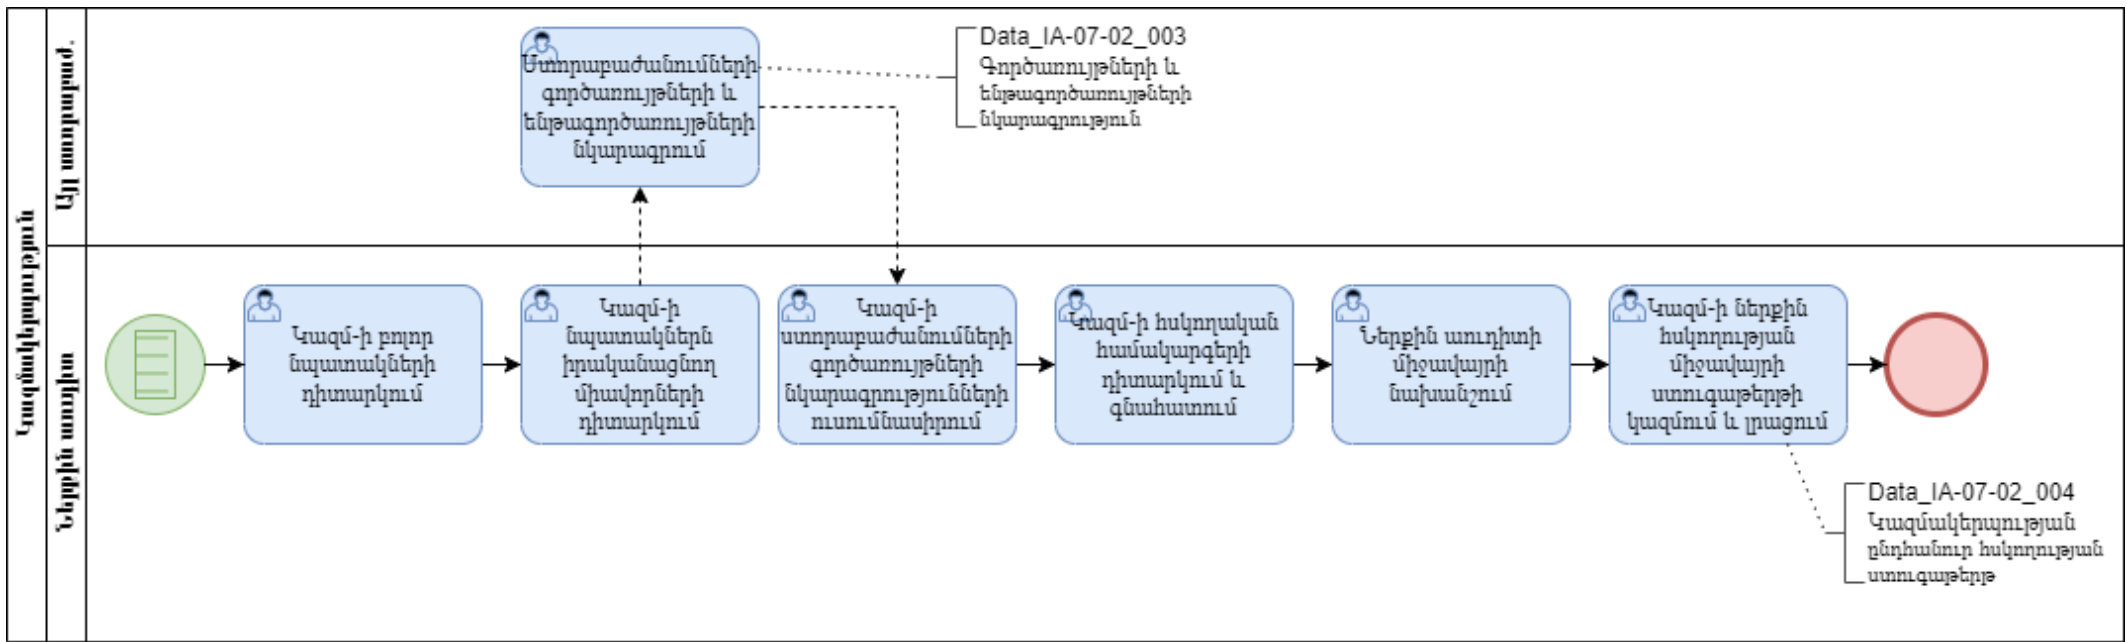 Կազմակերպություն
Այլ ստորաբաժ.
Ներքին աուդիտ
Ստորաբաժանումների
գործառույթների և
ենթագործառույթների
նկարագրում
Data_IA-07-02_003
Գործառույթների և
ենթագործառույթների
նկարագրություն
Կազմ-ի բոլոր
նպատակների
դիտարկում
Կազմ-ի
նպատակներն
իրականացնող
միավորների
դիտարկում
Կազմ-ի
ստորաբաժանումների
գործառույթների
նկարագրությունների
ուսումնասիրում
Կազմ-ի հսկողական
համակարգերի
դիտարկում և
գնահատում
Ներքին աուդիտի
միջավայրի
նախանշում
Կազմ-ի ներքին
հսկողության
միջավայրի
ստուգաթերթի
կազմում և լրացում
Data_IA-07-02_004
Կազմակերպության
ընդհանուր հսկողության
ստուգաթերթ